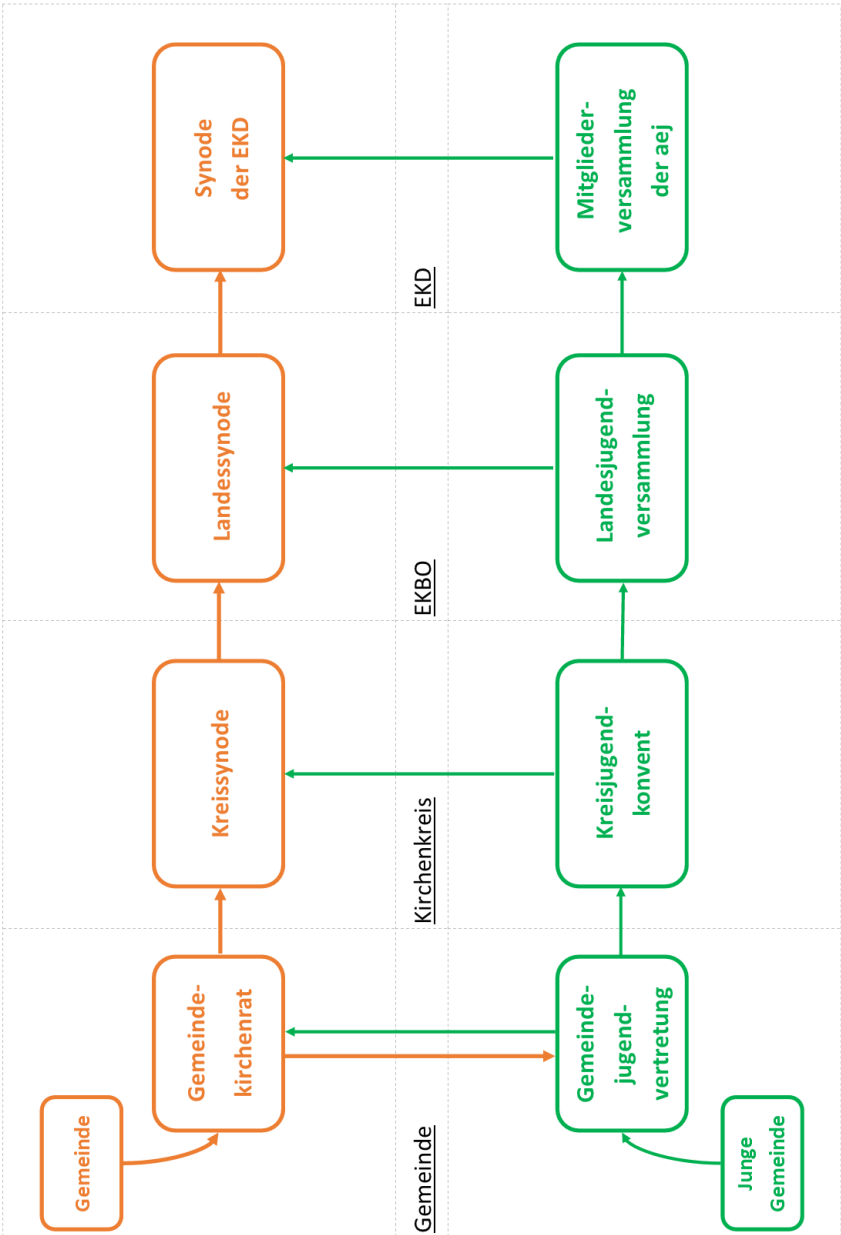 Gemeinde
Gemeinde-
kirchenrat
Kreissynode
Landessynode
Synode
der EKD
Gemeinde
Kirchenkreis
EKBO
EKD
Junge
Gemeinde
Gemeinde-
jugend-
vertretung
Kreisjugend-
konvent
Landesjugend-
versammlung
Mitglieder-
versammlung
der aej